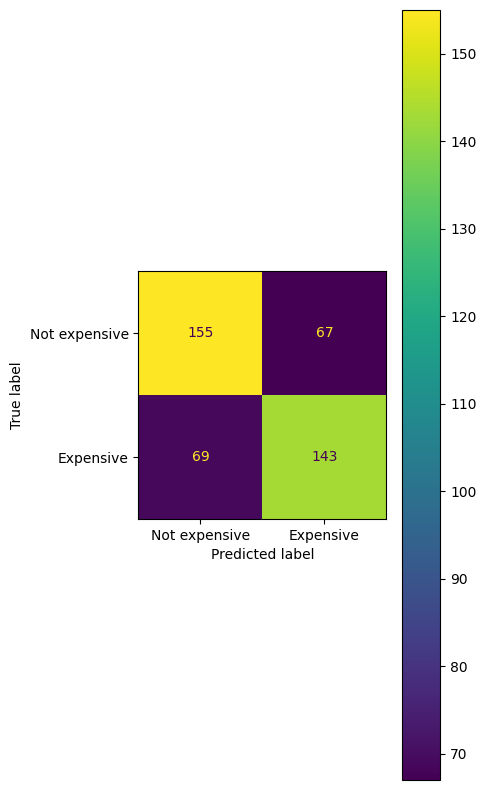 150
140
130
120
110
100
90
80
70
True label
Not expensive
155 67
Expensive
69 143
Not expensive Expensive
Predicted label